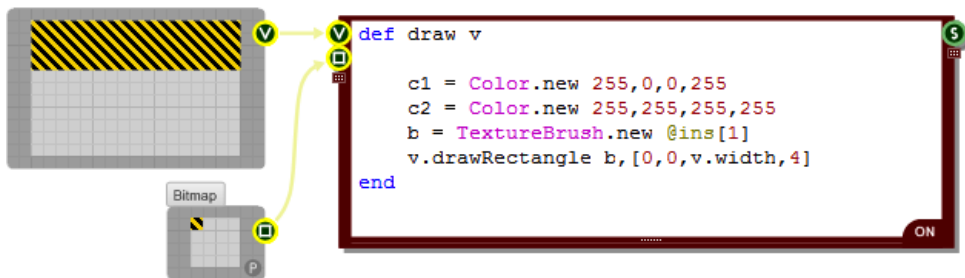 V
V
def draw v
S
c1 = Color.new 255,0,0,255
c2 = Color.new 255,255,255,255
b = TextureBrush.new @ins[1]
v.drawRectangle b,[0,0,v.width,4]
end
Bitmap
P
ON